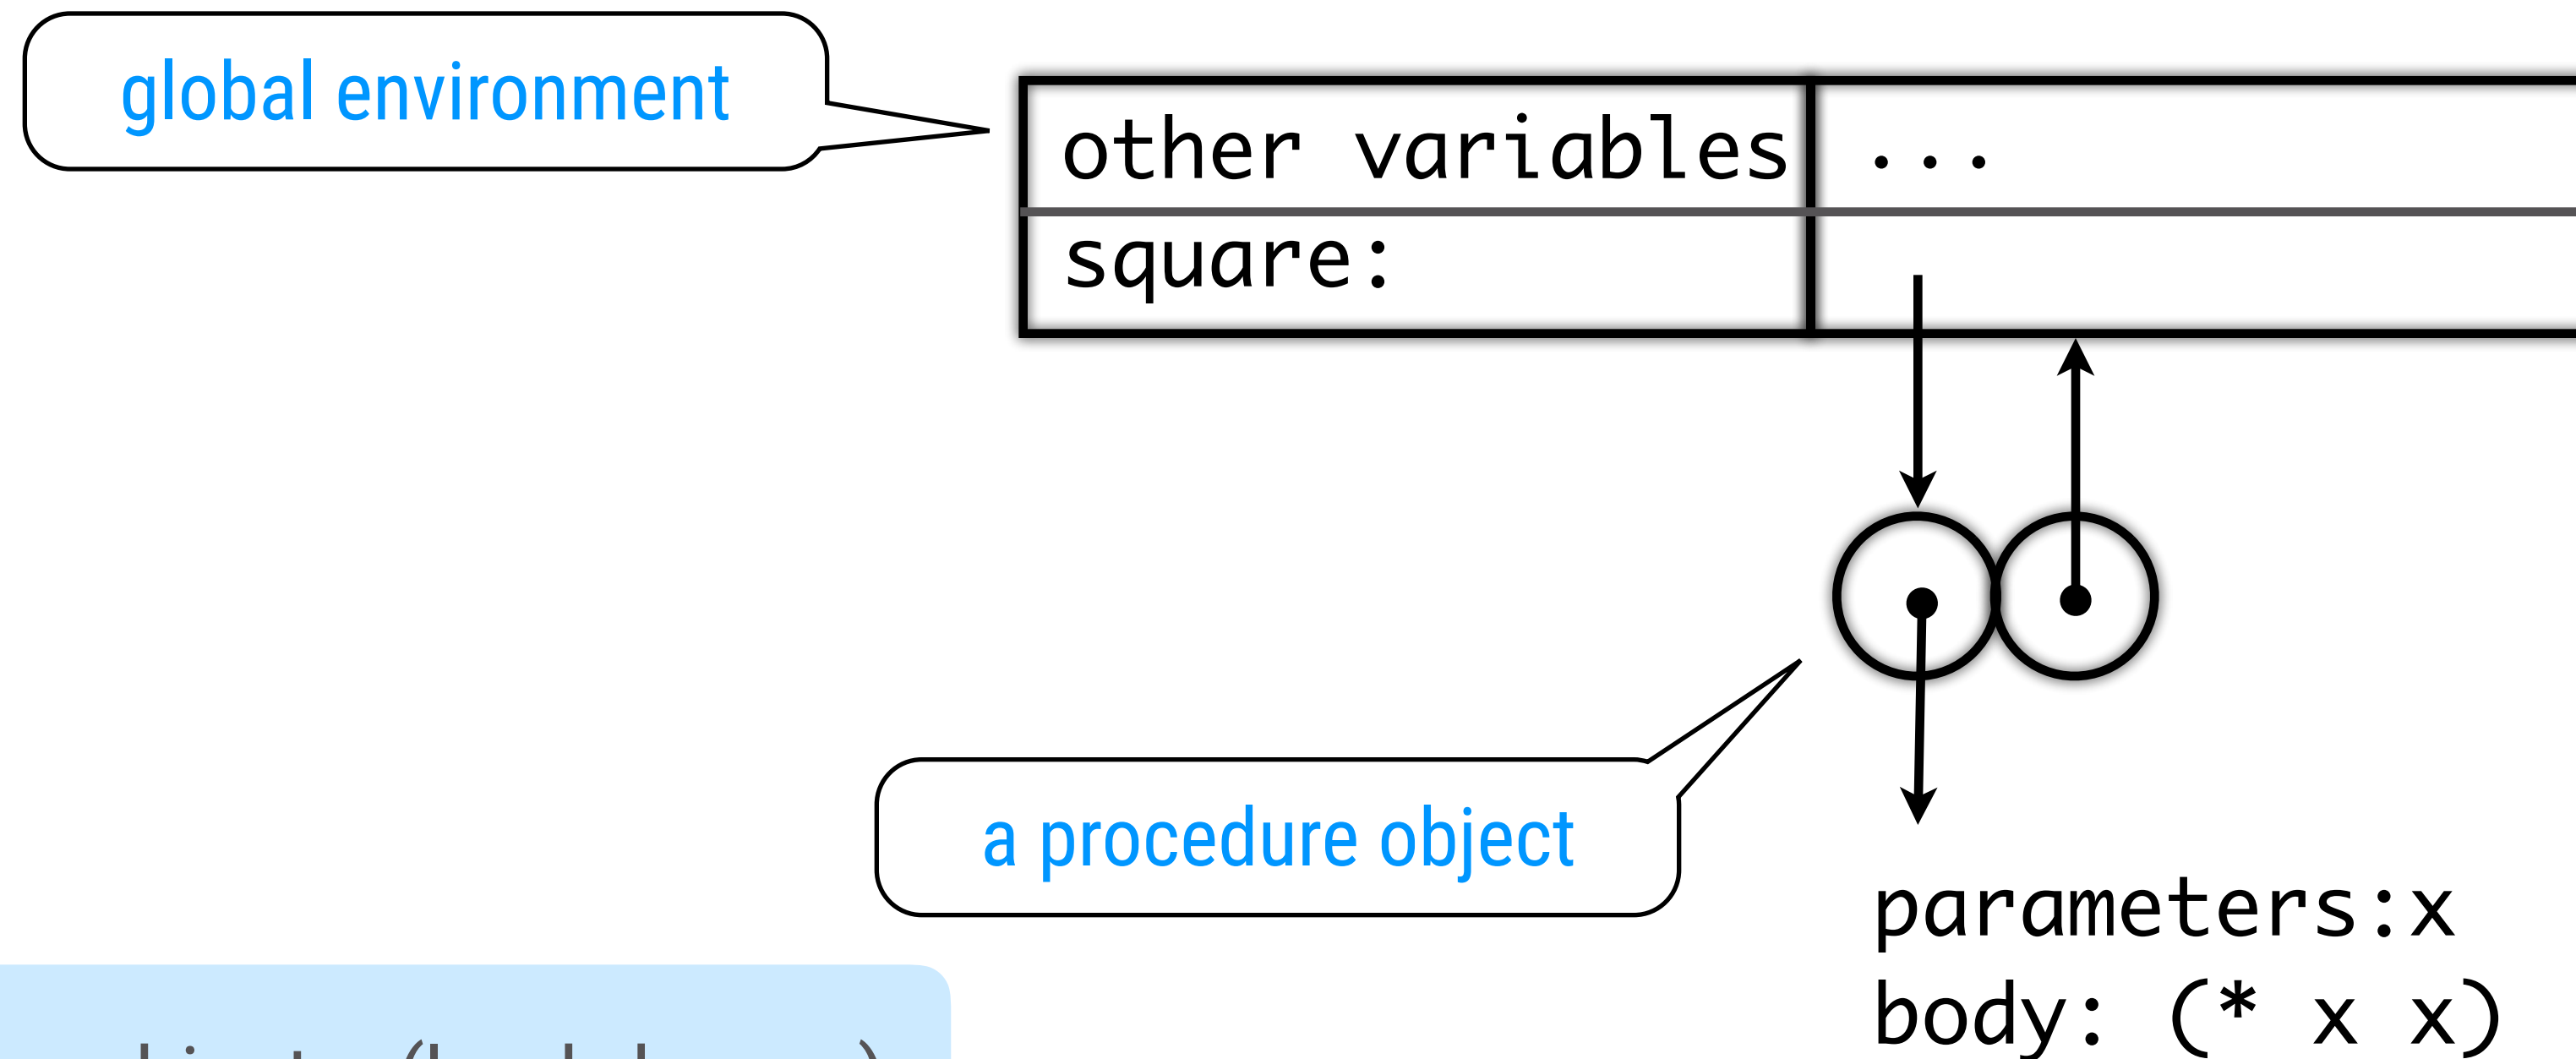 global environment
other variables ...
square:
a procedure object
parameters:x
body: (* x x)